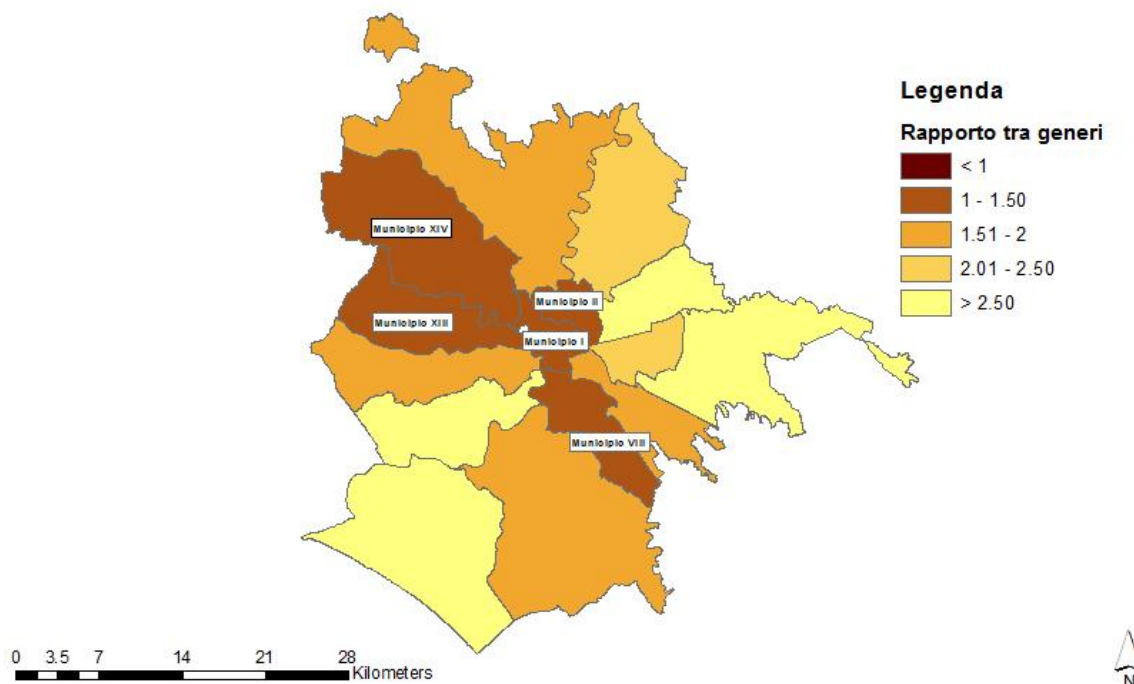 Legenda
Rapporto tra generi
< 1
1 - 1.50
1.51 - 2
2.01 - 2.50
> 2.50
Municipio XIV
Municipio II
Municipio XIII
Municipio I
Municipio VIII
0 3.5 7 14 21 28
Kilometers
N